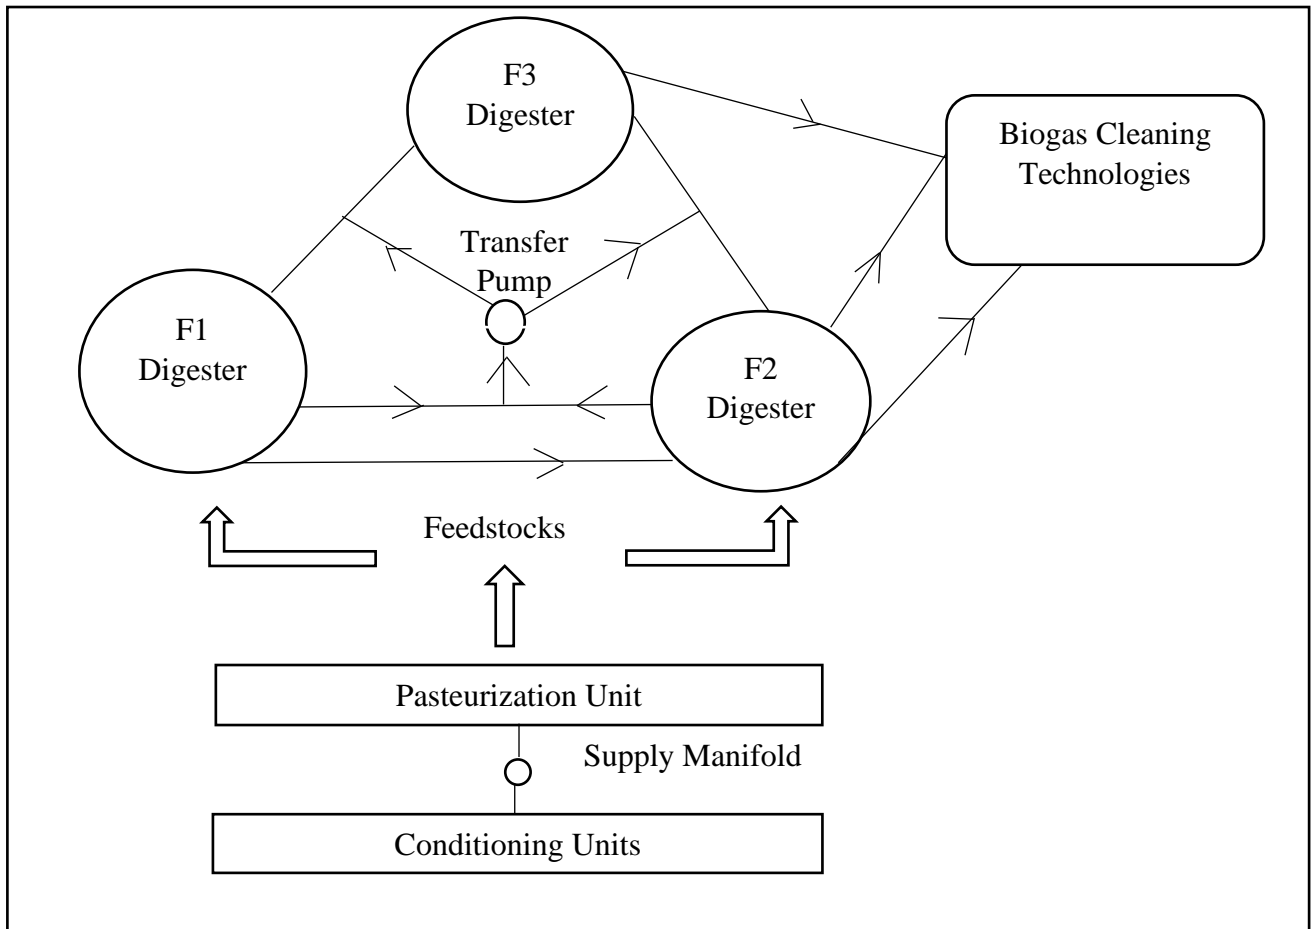 F3
Digester
Biogas Cleaning
Technologies
Transfer
Pump
F1
Digester
F2
Digester
Feedstocks
Pasteurization Unit
Supply Manifold
Conditioning Units